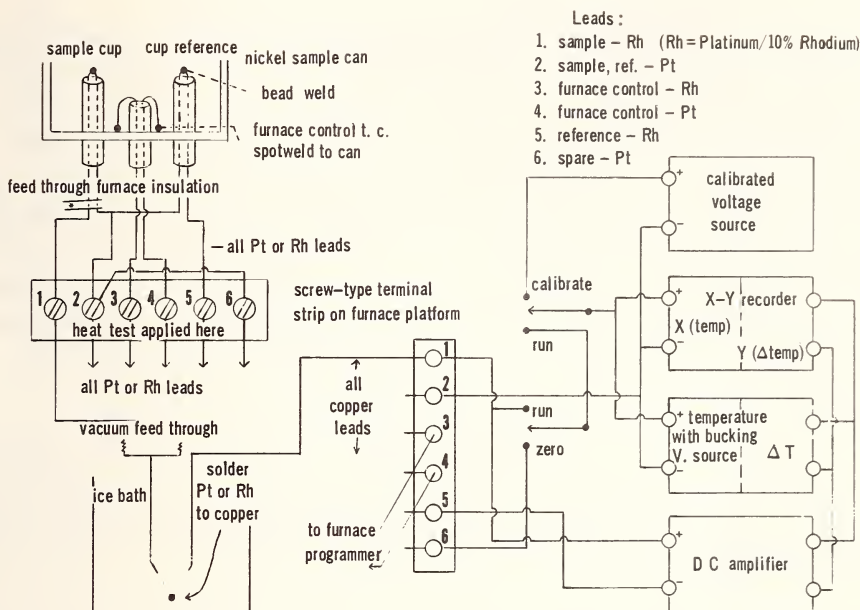 Leads :
1. sample – Rh (Rh = Platinum/10% Rhodium)
2. sample, ref. – Pt
3. furnace control – Rh
4. furnace control – Pt
5. reference – Rh
6. spare – Pt
sample cup
cup reference
nickel sample can
bead weld
furnace control t. c.
spotweld to can
feed through furnace insulation
– all Pt or Rh leads
1 2 3 4 5 6
heat test applied here
screw–type terminal
strip on furnace platform
all Pt or Rh leads
vacuum feed through
ice bath
solder
Pt or Rh
to copper
all
copper
leads
to furnace
programmer
1
2
3
4
5
6
calibrate
run
run
zero
+
calibrated
voltage
source
–
+
X–Y recorder
X (temp)
–
Y (Δtemp)
+ temperature
with bucking
V. source
–
Δ T
+
D C amplifier
–